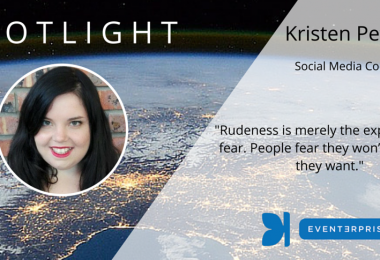 OTLIGHT
Kristen Pe
Social Media Co
"Rudeness is merely the exp
fear. People fear they won'
they want."
EVENTERPRIS